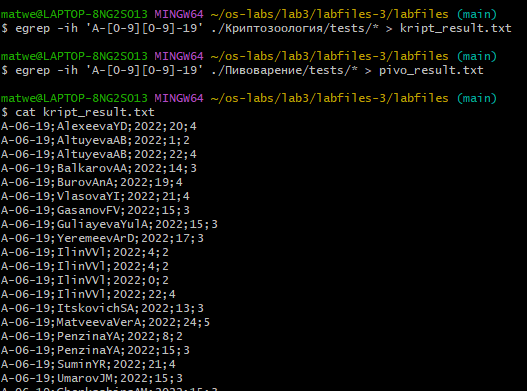 matwe@LAPTOP-8NG2SO13 MINGW64 ~/os-labs/lab3/labfiles-3/labfiles (main)
$ egrep -ih 'A-[0-9][0-9]-19' ./Криптозоология/tests/* > kript_result.txt
matwe@LAPTOP-8NG2SO13 MINGW64 ~/os-labs/lab3/labfiles-3/labfiles (main)
$ egrep -ih 'A-[0-9][0-9]-19' ./Пивоварение/tests/* > pivo_result.txt
matwe@LAPTOP-8NG2SO13 MINGW64 ~/os-labs/lab3/labfiles-3/labfiles (main)
$ cat kript_result.txt
A-06-19;AlexeevaYD;2022;20;4
A-06-19;AltuyevaAB;2022;1;2
A-06-19;AltuyevaAB;2022;22;4
A-06-19;BalkarovAA;2022;14;3
A-06-19;BurovAnA;2022;19;4
A-06-19;VlasovaYI;2022;21;4
A-06-19;GasanovFV;2022;15;3
A-06-19;GuliayevaYulA;2022;15;3
A-06-19;YeremeevArD;2022;17;3
A-06-19;IlinVVl;2022;4;2
A-06-19;IlinVVl;2022;4;2
A-06-19;IlinVVl;2022;0;2
A-06-19;IlinVVl;2022;22;4
A-06-19;ItskovichSA;2022;13;3
A-06-19;MatveevaVerA;2022;24;5
A-06-19;PenzinaYA;2022;8;2
A-06-19;PenzinaYA;2022;15;3
A-06-19;SuminYR;2022;21;4
A-06-19;UmarovJM;2022;15;3